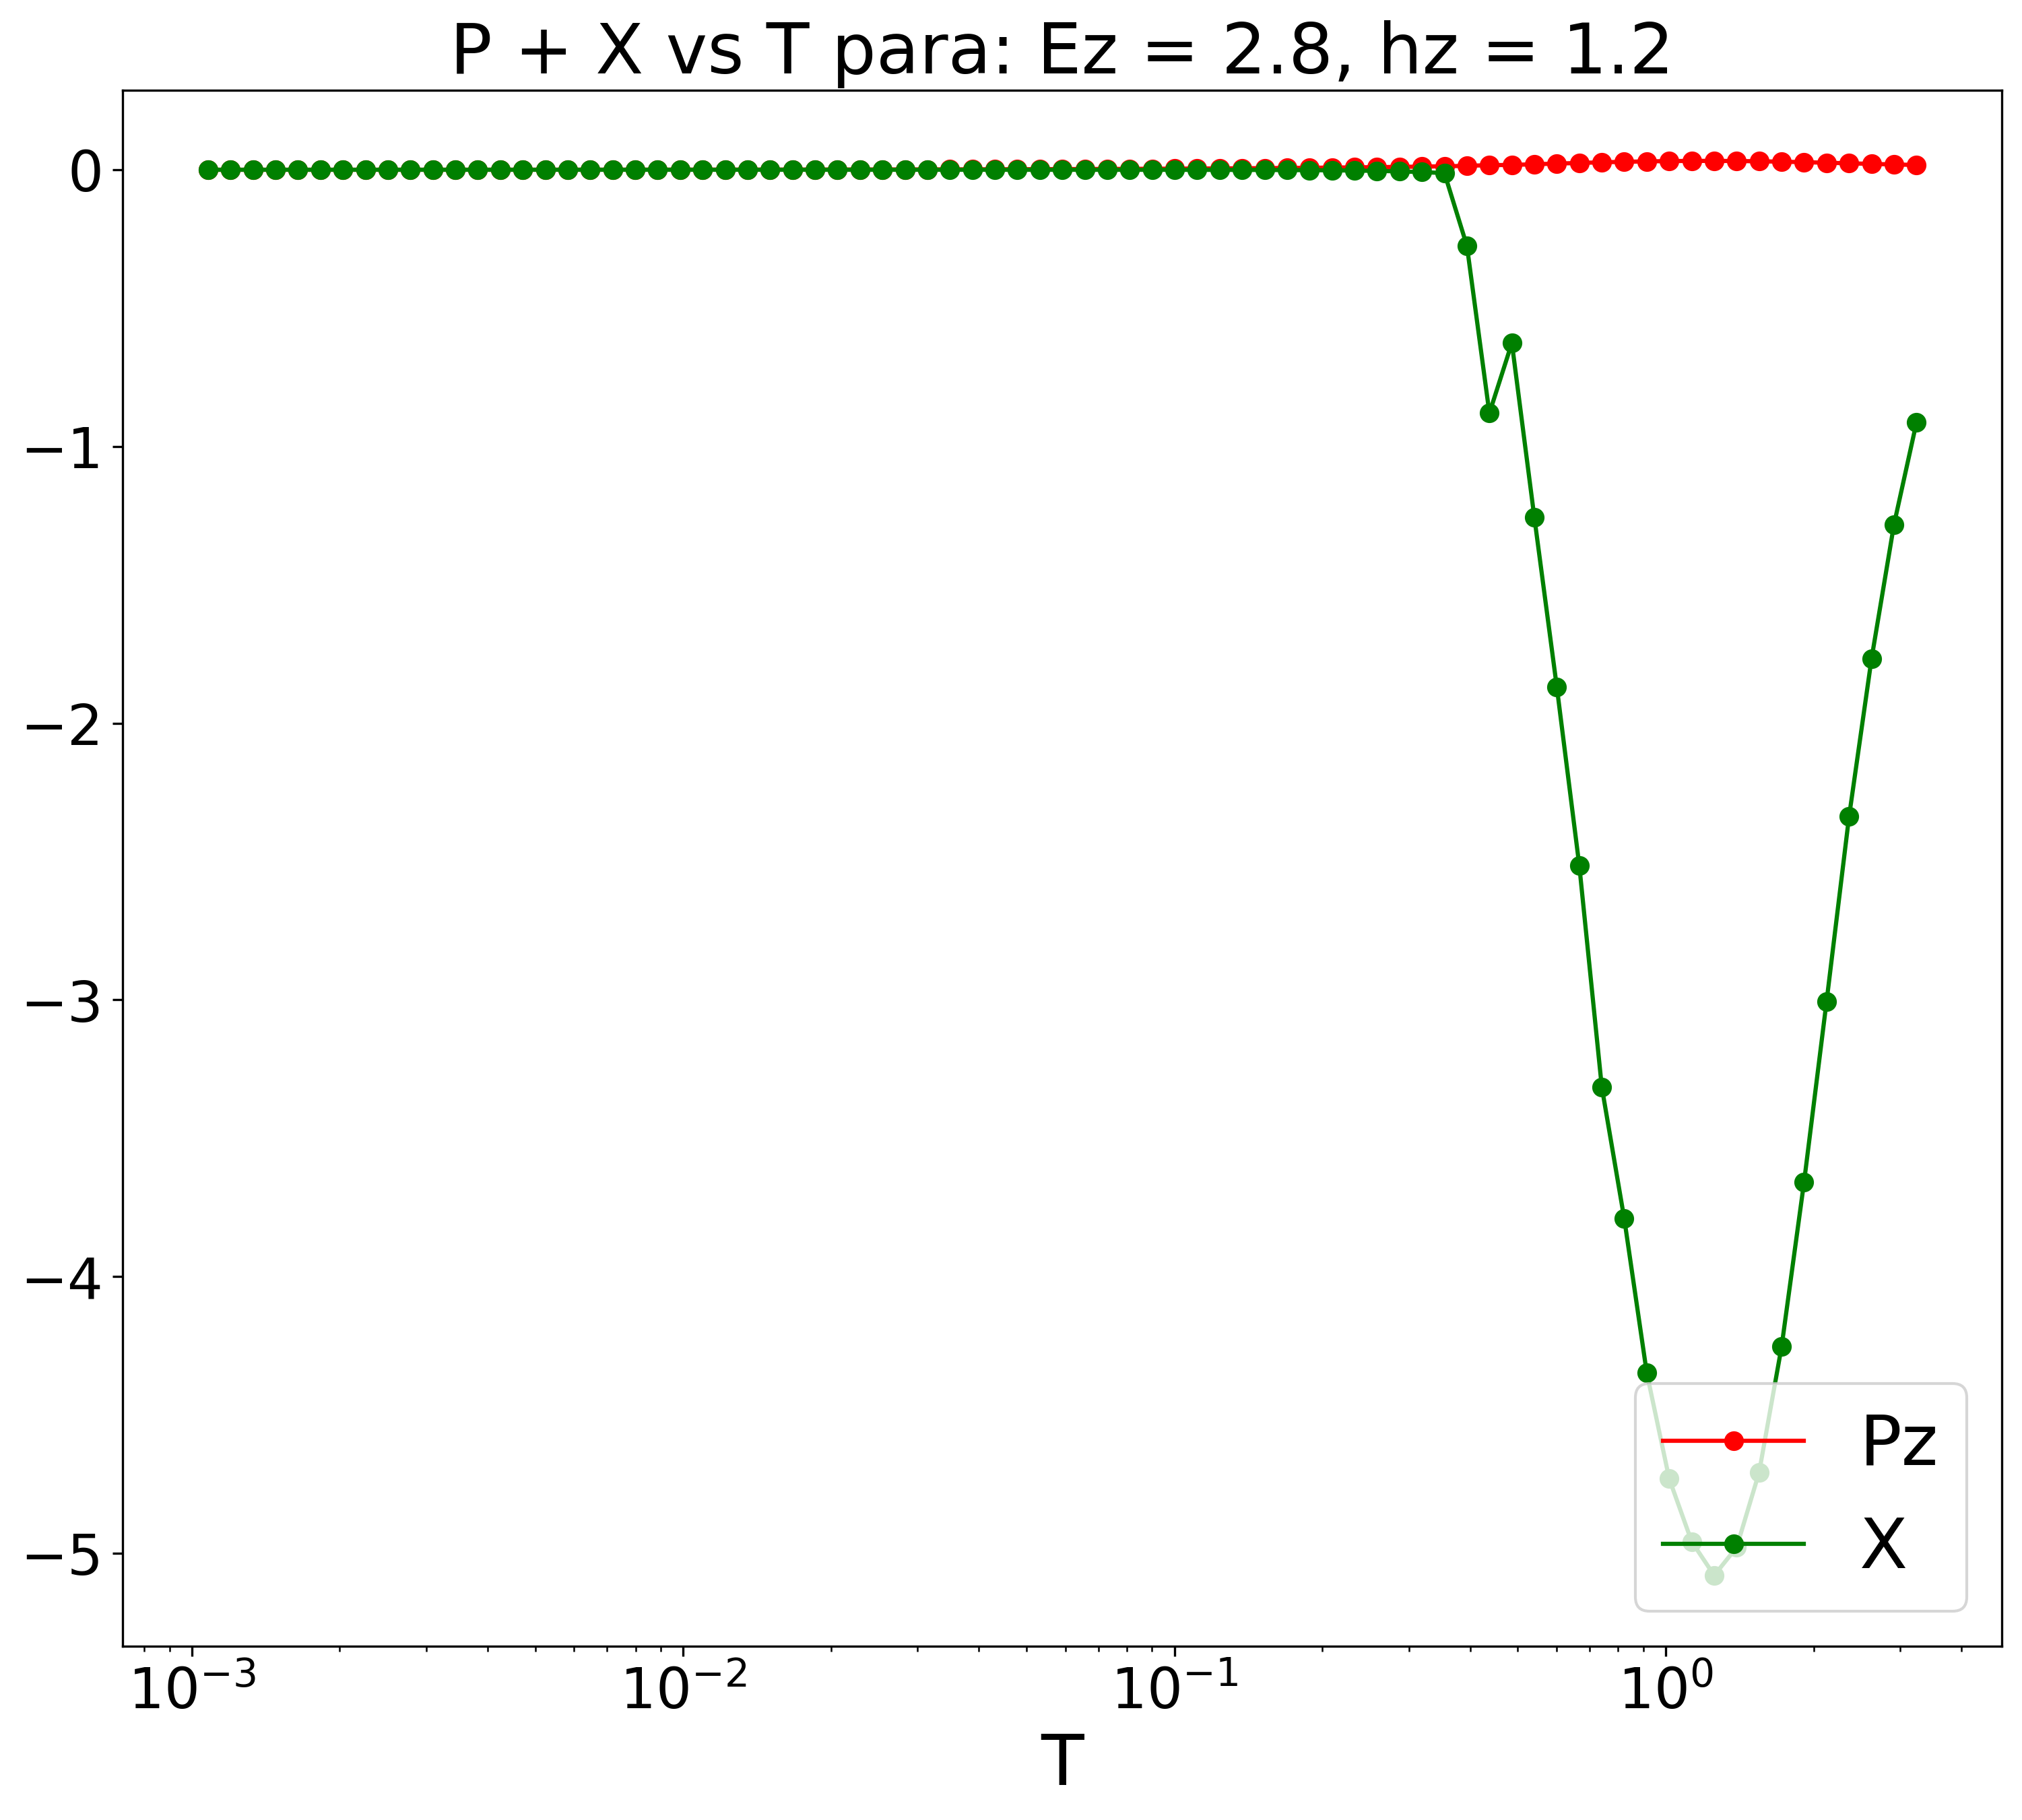 P + X vs T para: Ez = 2.8, hz = 1.2
0
−1
−2
−3
−4
−5
Pz
X
10⁻³ 10⁻² 10⁻¹ 10⁰
T